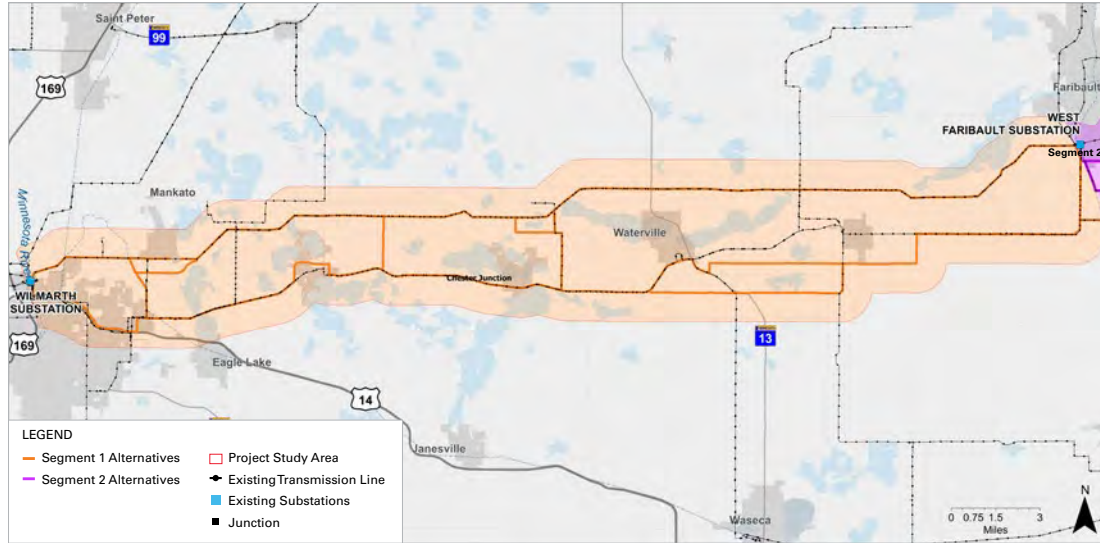 Saint Peter
99
169
Faribault
WEST
FARIBAULT SUBSTATION
Segment 2
Mankato
Minnesota River
Waterville
Chester Junction
WILMARTH
SUBSTATION
169
13
Eagle Lake
14
Janesville
Waseca
LEGEND
Segment 1 Alternatives
Segment 2 Alternatives
Project Study Area
Existing Transmission Line
Existing Substations
Junction
N
0 0.75 1.5 3
Miles